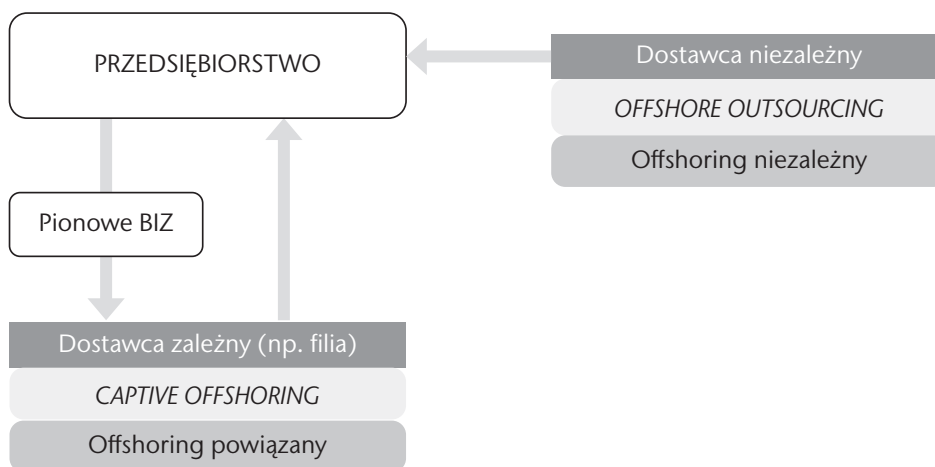 PRZEDSIĘBIORSTWO
Dostawca niezależny
OFFSHORE OUTSOURCING
Offshoring niezależny
Pionowe BIZ
Dostawca zależny (np. filia)
CAPTIVE OFFSHORING
Offshoring powiązany